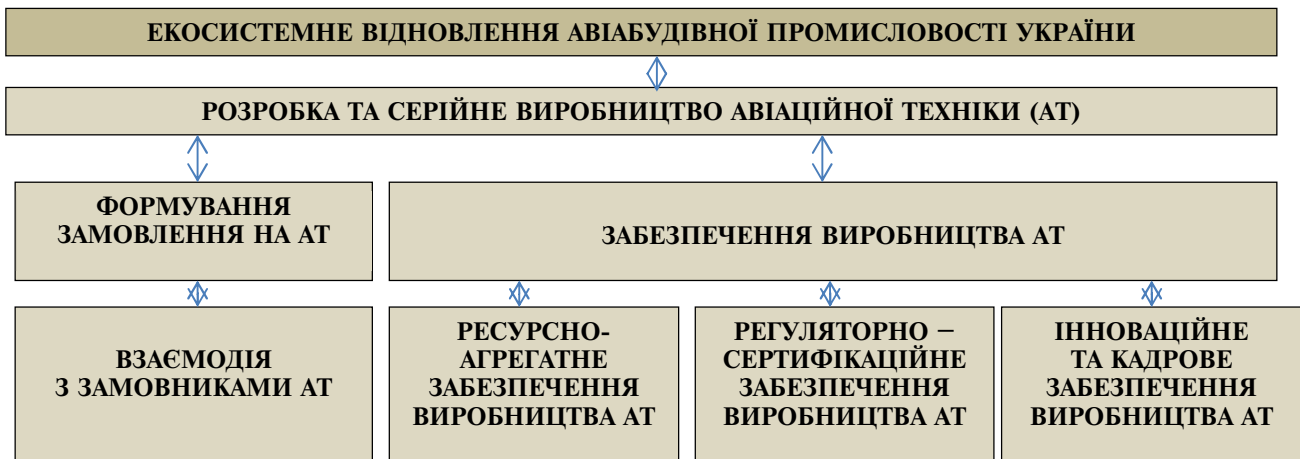 ЕКОСИСТЕМНЕ ВІДНОВЛЕННЯ АВІАБУДІВНОЇ ПРОМИСЛОВОСТІ УКРАЇНИ
РОЗРОБКА ТА СЕРІЙНЕ ВИРОБНИЦТВО АВІАЦІЙНОЇ ТЕХНІКИ (АТ)
ФОРМУВАННЯ
ЗАМОВЛЕННЯ НА АТ
ЗАБЕЗПЕЧЕННЯ ВИРОБНИЦТВА АТ
ВЗАЄМОДІЯ
З ЗАМОВНИКАМИ АТ
РЕСУРСНО-
АГРЕГАТНЕ
ЗАБЕЗПЕЧЕННЯ
ВИРОБНИЦТВА АТ
РЕГУЛЯТОРНО –
СЕРТИФІКАЦІЙНЕ
ЗАБЕЗПЕЧЕННЯ
ВИРОБНИЦТВА АТ
ІННОВАЦІЙНЕ
ТА КАДРОВЕ
ЗАБЕЗПЕЧЕННЯ
ВИРОБНИЦТВА АТ